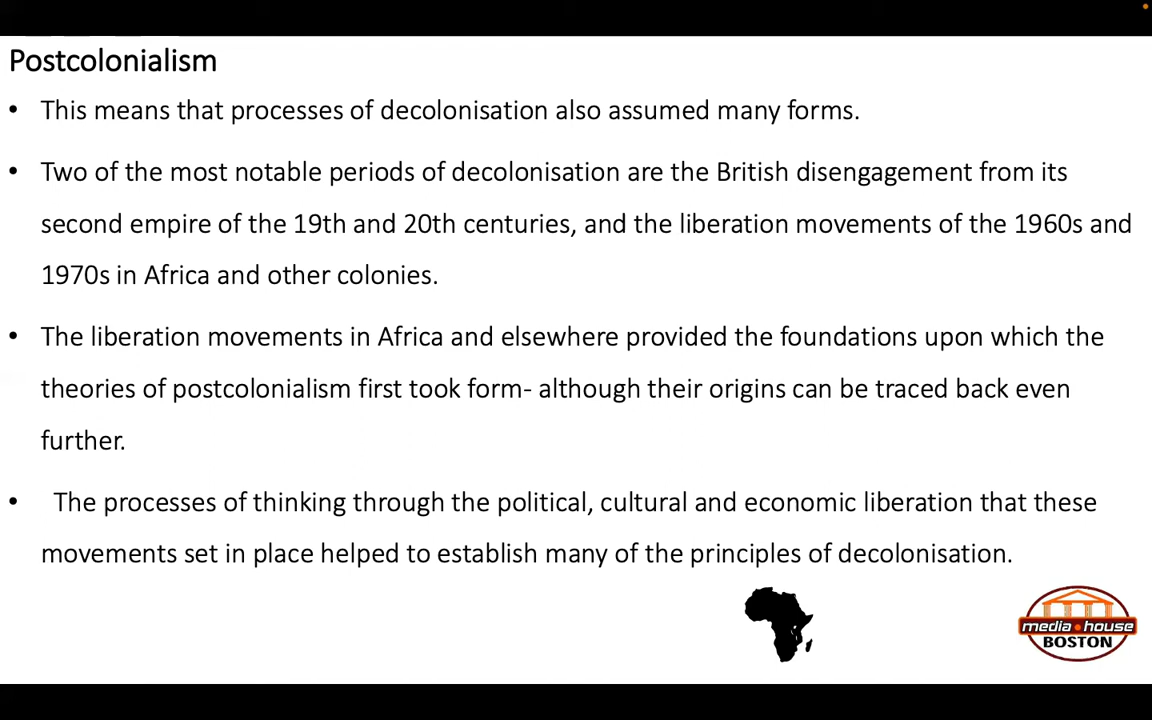 Postcolonialism
• This means that processes of decolonisation also assumed many forms.
• Two of the most notable periods of decolonisation are the British disengagement from its
second empire of the 19th and 20th centuries, and the liberation movements of the 1960s and
1970s in Africa and other colonies.
• The liberation movements in Africa and elsewhere provided the foundations upon which the
theories of postcolonialism first took form- although their origins can be traced back even
further.
• The processes of thinking through the political, cultural and economic liberation that these
movements set in place helped to establish many of the principles of decolonisation.
media•house
BOSTON